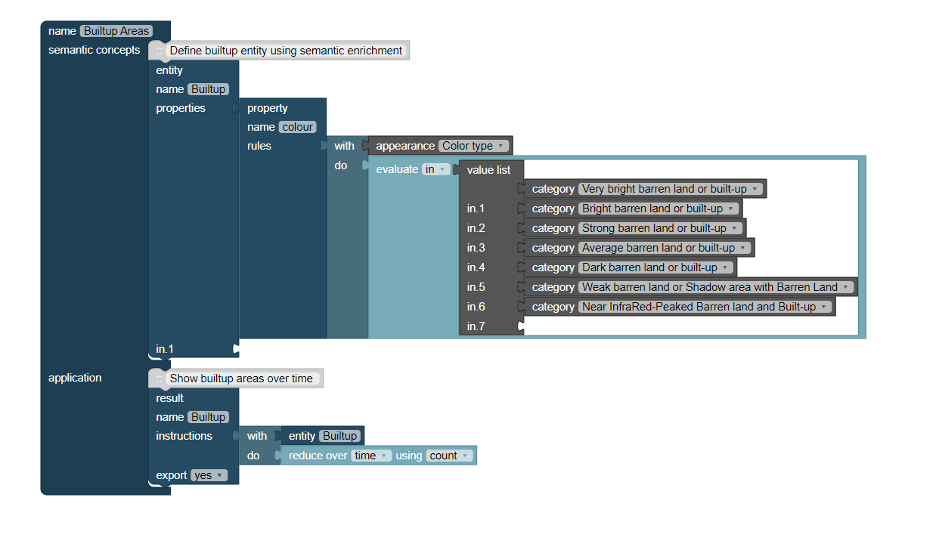 name Builtup Areas
semantic concepts Define builtup entity using semantic enrichment
entity
name Builtup
properties property
name colour
rules with appearance Color type
do evaluate in value list
category Very bright barren land or built-up
in.1 category Bright barren land or built-up
in.2 category Strong barren land or built-up
in.3 category Average barren land or built-up
in.4 category Dark barren land or built-up
in.5 category Weak barren land or Shadow area with Barren Land
in.6 category Near InfraRed-Peaked Barren land and Built-up
in.7
in.1
application Show builtup areas over time
result
name Builtup
instructions with entity Builtup
do reduce over time using count
export yes